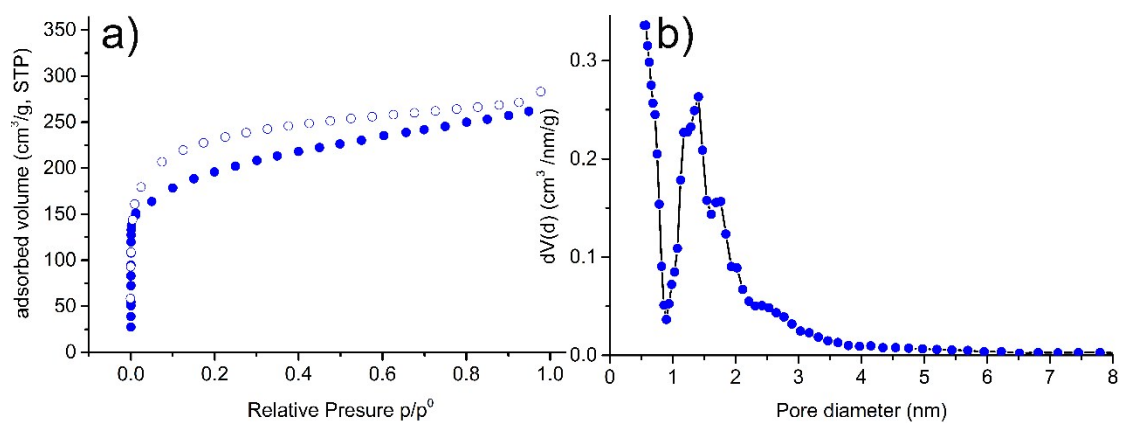 a)
adsorbed volume (cm³/g, STP)
350
300
250
200
150
100
50
0
0.0 0.2 0.4 0.6 0.8 1.0
Relative Presure p/p⁰
b)
dV(d) (cm³ /nm/g)
0.3
0.2
0.1
0.0
0 1 2 3 4 5 6 7 8
Pore diameter (nm)